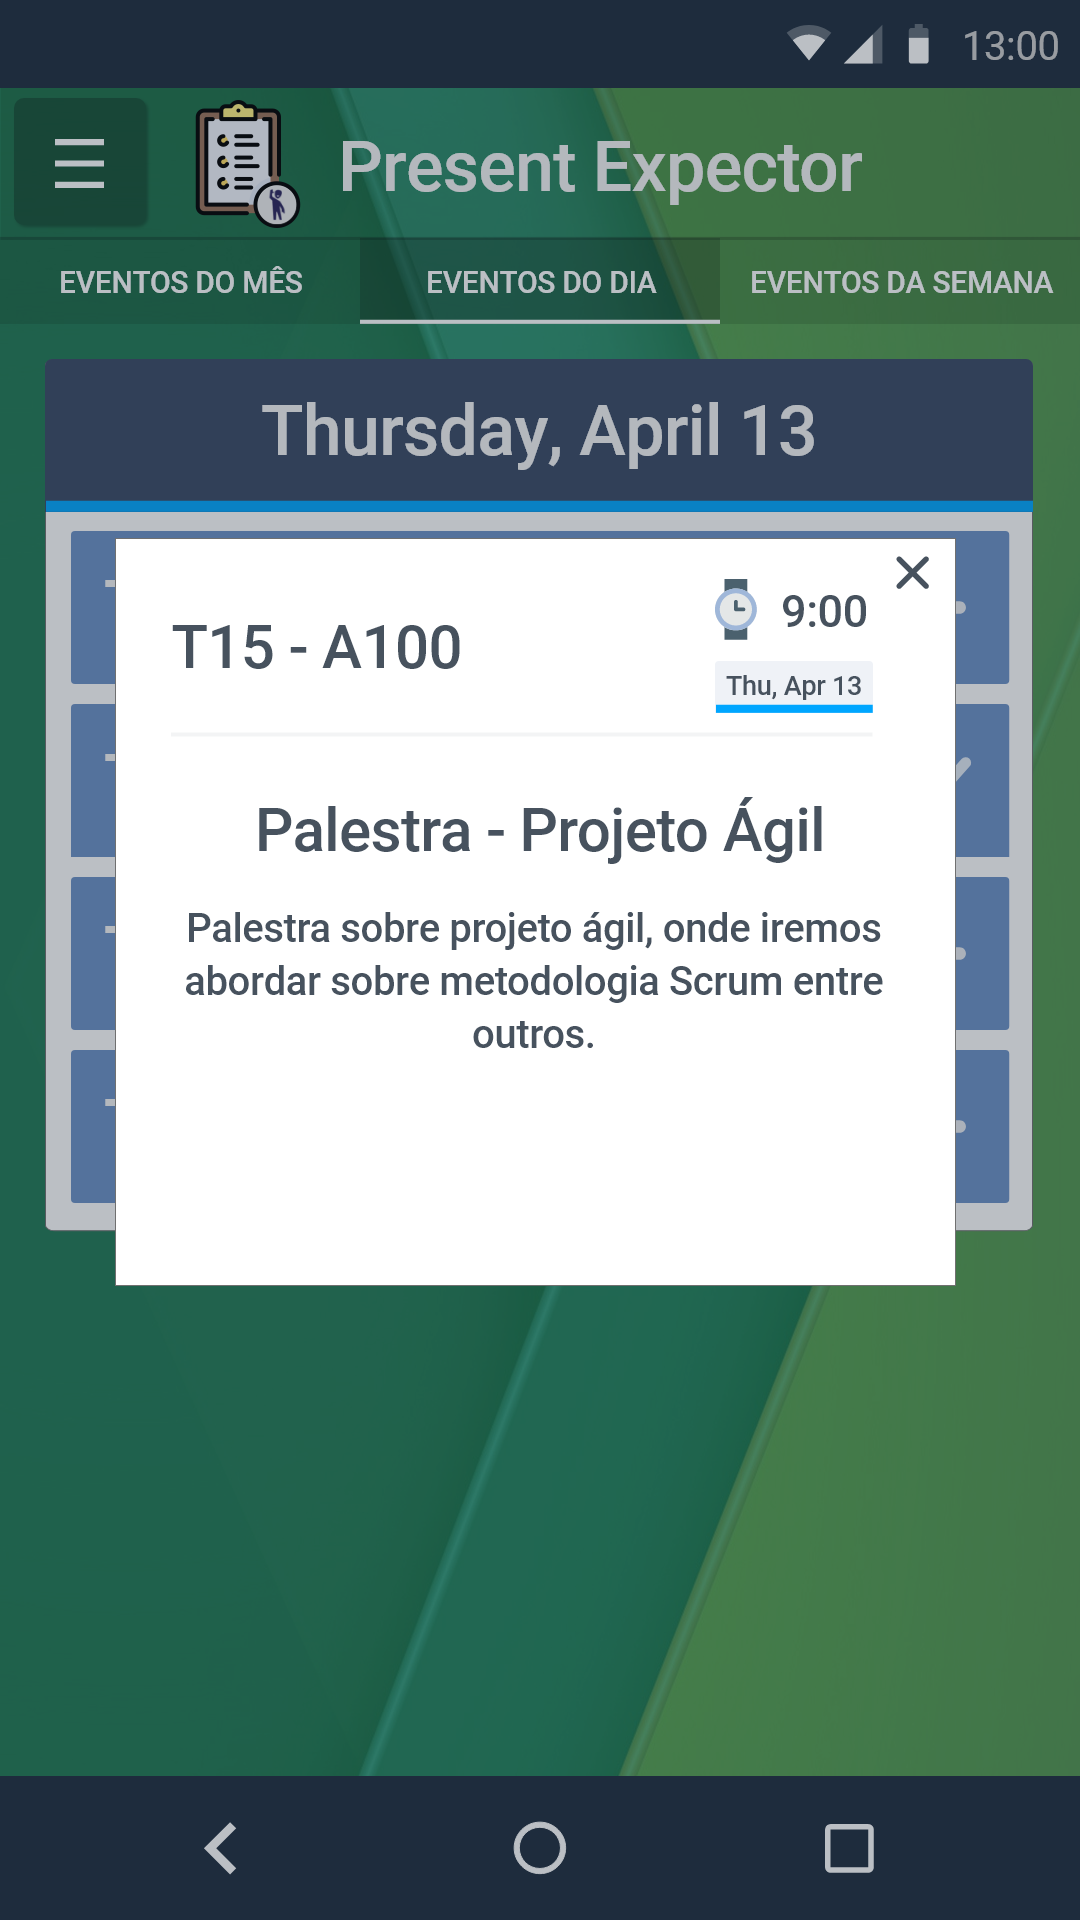 13:00
Present Expector
EVENTOS DO MÊS
EVENTOS DO DIA
EVENTOS DA SEMANA
Thursday, April 13
T15 - A100
9:00
Thu, Apr 13
Palestra - Projeto Ágil
Palestra sobre projeto ágil, onde iremos
abordar sobre metodologia Scrum entre
outros.